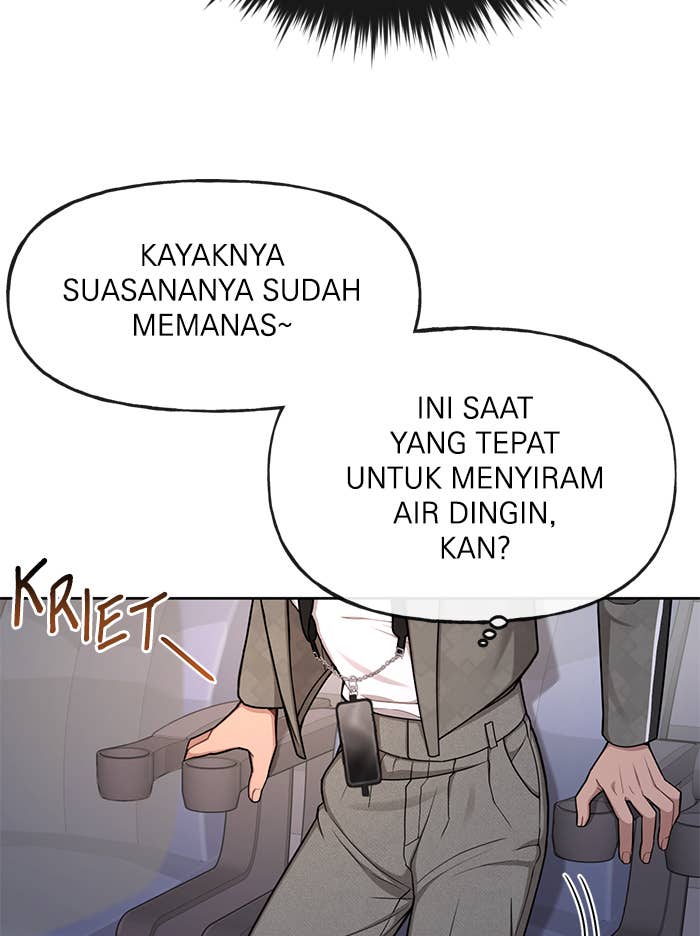 KAYAKNYA
SUASANANYA SUDAH
MEMANAS~
INI SAAT
YANG TEPAT
UNTUK MENYIRAM
AIR DINGIN,
KAN?
KRIET